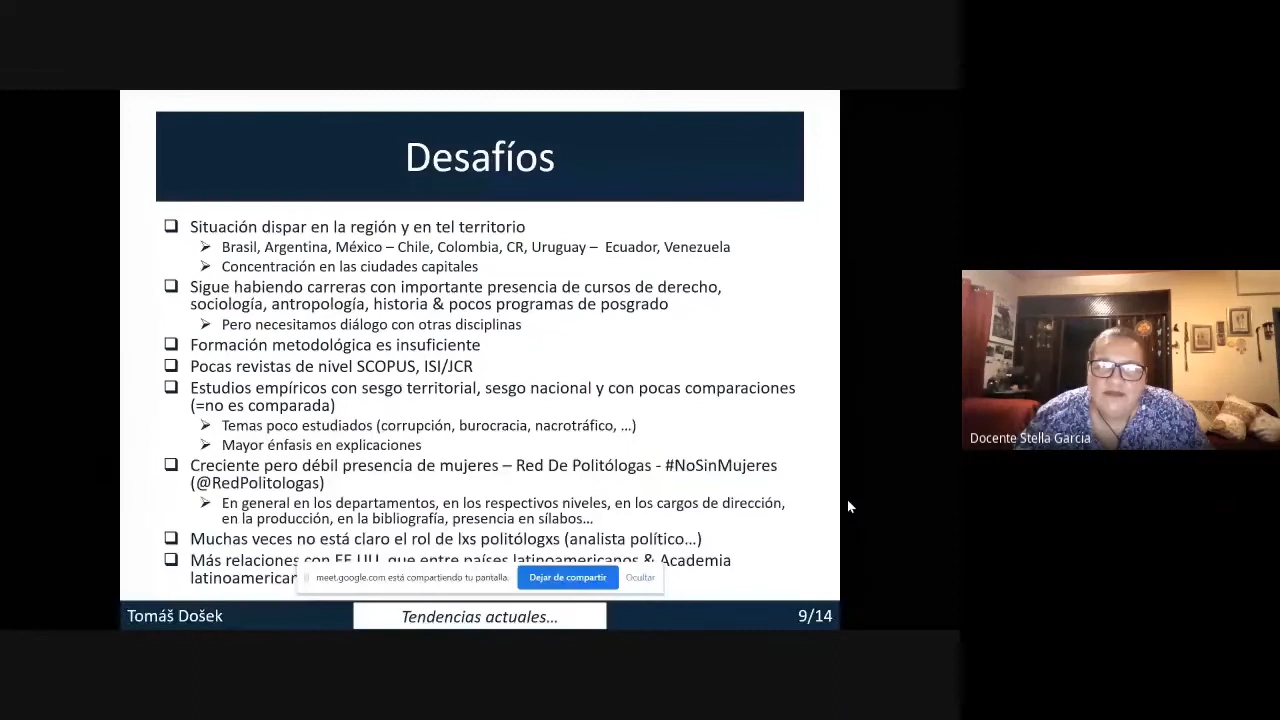 Desafíos
Situación dispar en la región y en tel territorio
Brasil, Argentina, México – Chile, Colombia, CR, Uruguay – Ecuador, Venezuela
Concentración en las ciudades capitales
Sigue habiendo carreras con importante presencia de cursos de derecho,
sociología, antropología, historia & pocos programas de posgrado
Pero necesitamos diálogo con otras disciplinas
Formación metodológica es insuficiente
Pocas revistas de nivel SCOPUS, ISI/JCR
Estudios empíricos con sesgo territorial, sesgo nacional y con pocas comparaciones
(=no es comparada)
Temas poco estudiados (corrupción, burocracia, nacrotráfico, …)
Mayor énfasis en explicaciones
Creciente pero débil presencia de mujeres – Red De Politólogas - #NoSinMujeres
(@RedPolitologas)
En general en los departamentos, en los respectivos niveles, en los cargos de dirección,
en la producción, en la bibliografía, presencia en sílabos…
Muchas veces no está claro el rol de lxs politólogxs (analista político…)
Más relaciones con EE.UU. que entre países latinoamericanos & Academia
meet.google.com está compartiendo tu pantalla.
Dejar de compartir
Ocultar
Tomáš Došek
Tendencias actuales…
9/14
Docente Stella Garcia